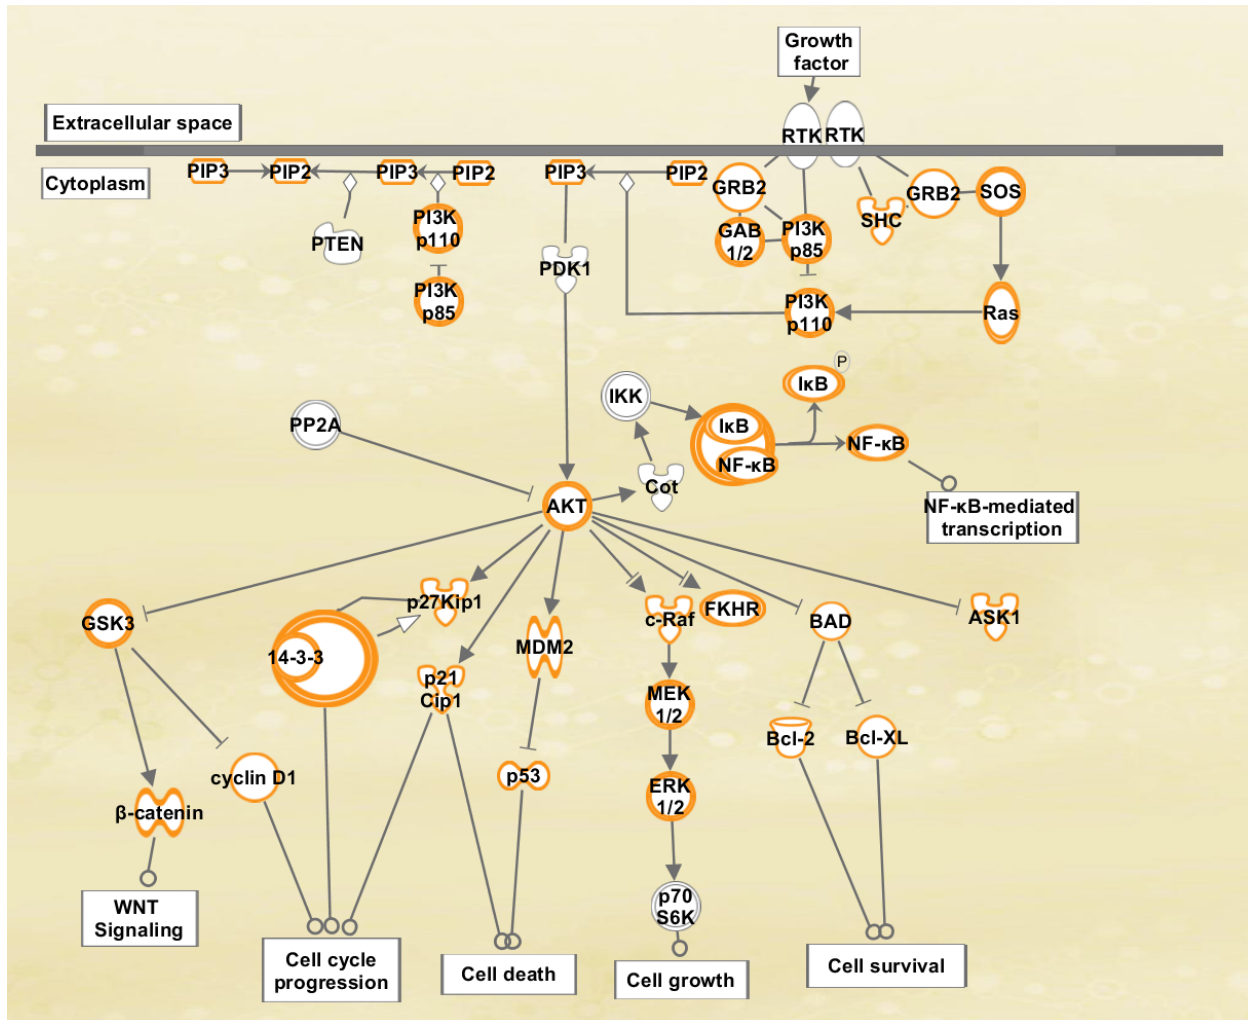 Growth
factor
Extracellular space
RTK
RTK
PIP3
PIP2
PIP3
PIP2
PIP3
PIP2
Cytoplasm
GRB2
GRB2
SOS
SHC
PTEN
PI3K
p110
GAB
1/2
PI3K
p85
PDK1
PI3K
p85
PI3K
p110
Ras
P
IκB
IKK
PP2A
IκB
NF-κB
NF-κB
Cot
AKT
NF-κB-mediated
transcription
p27Kip1
GSK3
c-Raf
FKHR
BAD
ASK1
14-3-3
MDM2
p21
Cip1
MEK
1/2
Bcl-2
Bcl-XL
cyclin D1
p53
ERK
1/2
β-catenin
p70
S6K
WNT
Signaling
Cell cycle
progression
Cell death
Cell growth
Cell survival